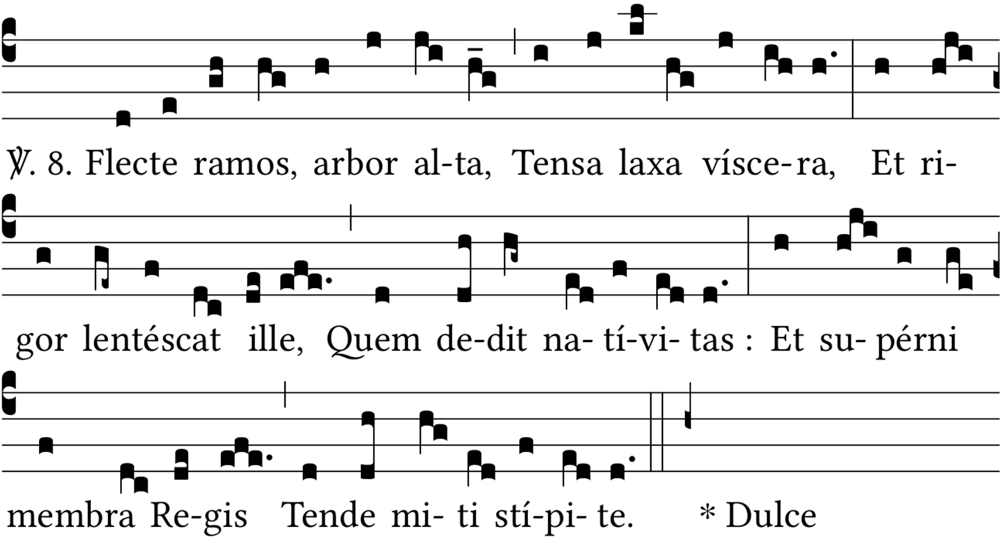 ℣. 8. Flecte ramos, arbor al-ta, Tensa laxa vísce-ra, Et ri-
gor lentéscat ille, Quem de-dit na-tí-vi-tas : Et su-pérni
membra Re-gis Tende mi-ti stí-pi-te. * Dulce